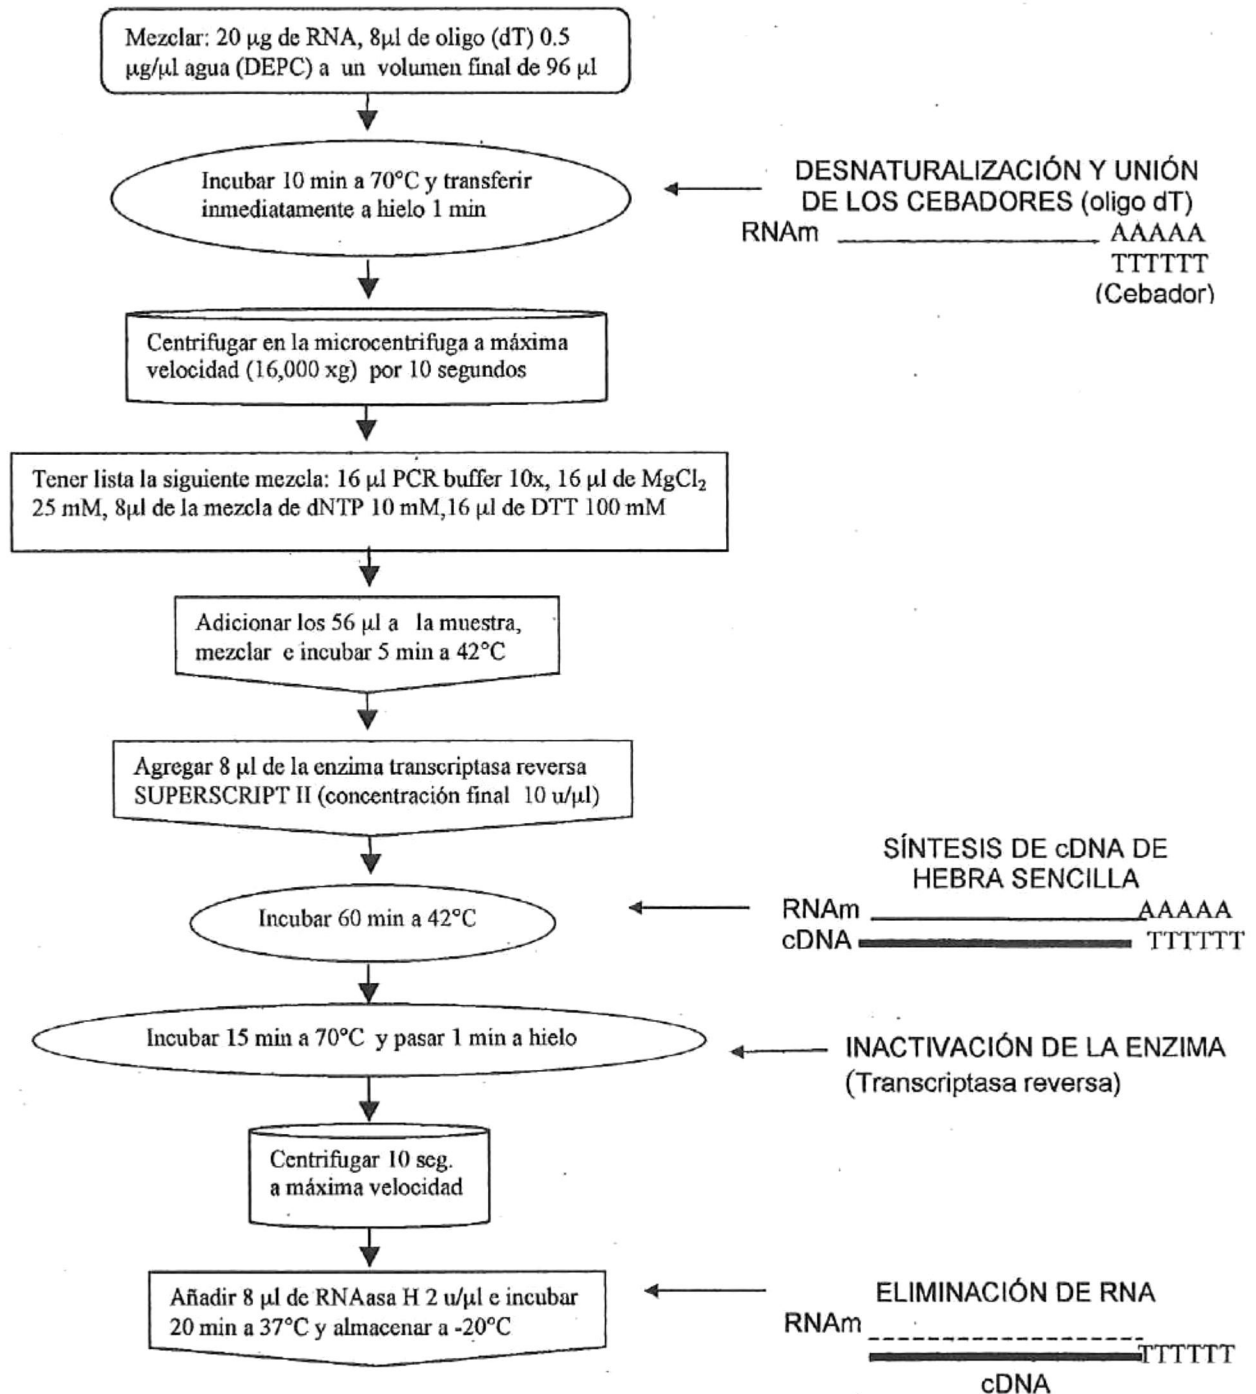 Mezclar: 20 µg de RNA, 8µl de oligo (dT) 0.5
µg/µl agua (DEPC) a un volumen final de 96 µl
Incubar 10 min a 70°C y transferir
inmediatamente a hielo 1 min
DESNATURALIZACIÓN Y UNIÓN
DE LOS CEBADORES (oligo dT)
RNAm AAAAA
TTTTTT
(Cebador)
Centrifugar en la microcentrifuga a máxima
velocidad (16,000 xg) por 10 segundos
Tener lista la siguiente mezcla: 16 µl PCR buffer 10x, 16 µl de MgCl₂
25 mM, 8µl de la mezcla de dNTP 10 mM,16 µl de DTT 100 mM
Adicionar los 56 µl a la muestra,
mezclar e incubar 5 min a 42°C
Agregar 8 µl de la enzima transcriptasa reversa
SUPERSCRIPT II (concentración final 10 u/µl)
SÍNTESIS DE cDNA DE
HEBRA SENCILLA
Incubar 60 min a 42°C
RNAm AAAAA
cDNA TTTTTT
Incubar 15 min a 70°C y pasar 1 min a hielo
INACTIVACIÓN DE LA ENZIMA
(Transcriptasa reversa)
Centrifugar 10 seg.
a máxima velocidad
Añadir 8 µl de RNAasa H 2 u/µl e incubar
20 min a 37°C y almacenar a -20°C
ELIMINACIÓN DE RNA
RNAm
TTTTTT
cDNA